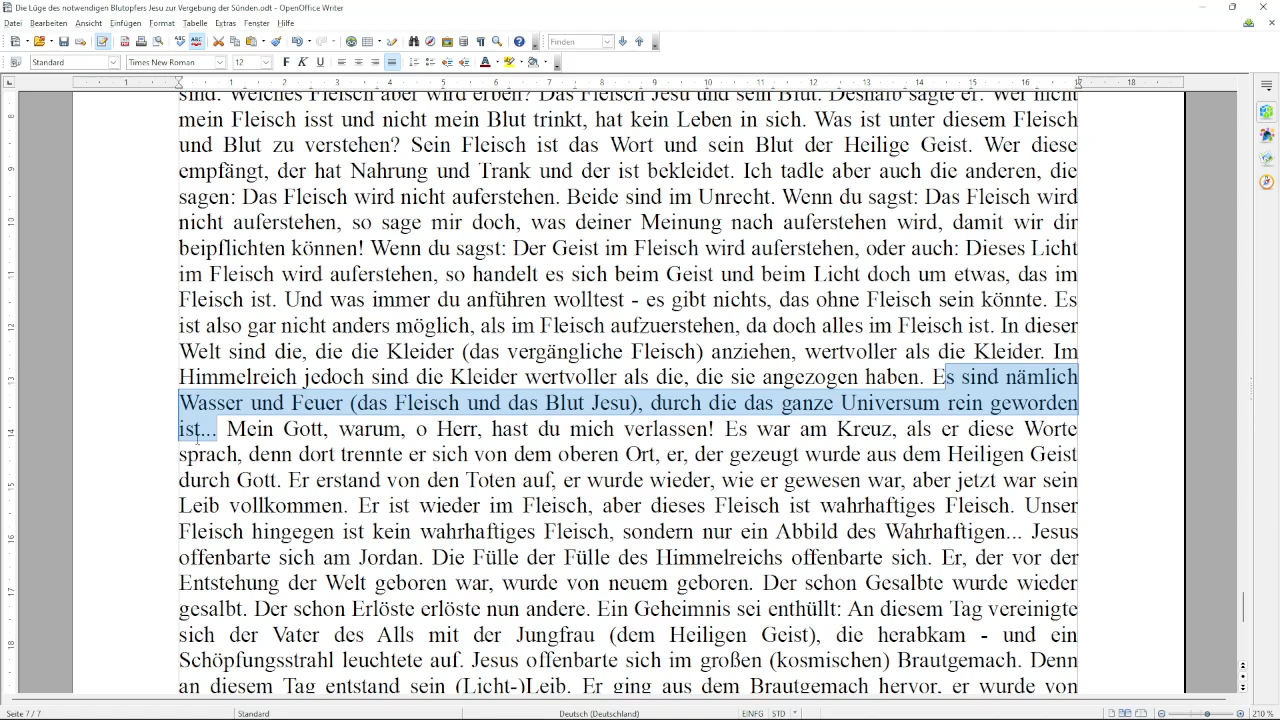 Die Lüge des notwendigen Blutopfers Jesu zur Vergebung der Sünden.odt - OpenOffice Writer
Datei Bearbeiten Ansicht Einfügen Format Tabelle Extras Fenster Hilfe
Finden
Standard Times New Roman 12
1 1 2 3 4 5 6 7 8 9 10 11 12 13 14 15 16 17 18
sind. Welches Fleisch aber wird erben? Das Fleisch Jesu und sein Blut. Deshalb sagte er: Wer nicht
mein Fleisch isst und nicht mein Blut trinkt, hat kein Leben in sich. Was ist unter diesem Fleisch
und Blut zu verstehen? Sein Fleisch ist das Wort und sein Blut der Heilige Geist. Wer diese
empfängt, der hat Nahrung und Trank und der ist bekleidet. Ich tadle aber auch die anderen, die
sagen: Das Fleisch wird nicht auferstehen. Beide sind im Unrecht. Wenn du sagst: Das Fleisch wird
nicht auferstehen, so sage mir doch, was deiner Meinung nach auferstehen wird, damit wir dir
beipflichten können! Wenn du sagst: Der Geist im Fleisch wird auferstehen, oder auch: Dieses Licht
im Fleisch wird auferstehen, so handelt es sich beim Geist und beim Licht doch um etwas, das im
Fleisch ist. Und was immer du anführen wolltest - es gibt nichts, das ohne Fleisch sein könnte. Es
ist also gar nicht anders möglich, als im Fleisch aufzuerstehen, da doch alles im Fleisch ist. In dieser
Welt sind die, die die Kleider (das vergängliche Fleisch) anziehen, wertvoller als die Kleider. Im
Himmelreich jedoch sind die Kleider wertvoller als die, die sie angezogen haben. Es sind nämlich
Wasser und Feuer (das Fleisch und das Blut Jesu), durch die das ganze Universum rein geworden
ist... Mein Gott, warum, o Herr, hast du mich verlassen! Es war am Kreuz, als er diese Worte
sprach, denn dort trennte er sich von dem oberen Ort, er, der gezeugt wurde aus dem Heiligen Geist
durch Gott. Er erstand von den Toten auf, er wurde wieder, wie er gewesen war, aber jetzt war sein
Leib vollkommen. Er ist wieder im Fleisch, aber dieses Fleisch ist wahrhaftiges Fleisch. Unser
Fleisch hingegen ist kein wahrhaftiges Fleisch, sondern nur ein Abbild des Wahrhaftigen... Jesus
offenbarte sich am Jordan. Die Fülle der Fülle des Himmelreichs offenbarte sich. Er, der vor der
Entstehung der Welt geboren war, wurde von neuem geboren. Der schon Gesalbte wurde wieder
gesalbt. Der schon Erlöste erlöste nun andere. Ein Geheimnis sei enthüllt: An diesem Tag vereinigte
sich der Vater des Alls mit der Jungfrau (dem Heiligen Geist), die herabkam - und ein
Schöpfungsstrahl leuchtete auf. Jesus offenbarte sich im großen (kosmischen) Brautgemach. Denn
an diesem Tag entstand sein (Licht-)Leib. Er ging aus dem Brautgemach hervor, er wurde von
Seite 7 / 7 Standard Deutsch (Deutschland) EINFG STD * 210 %